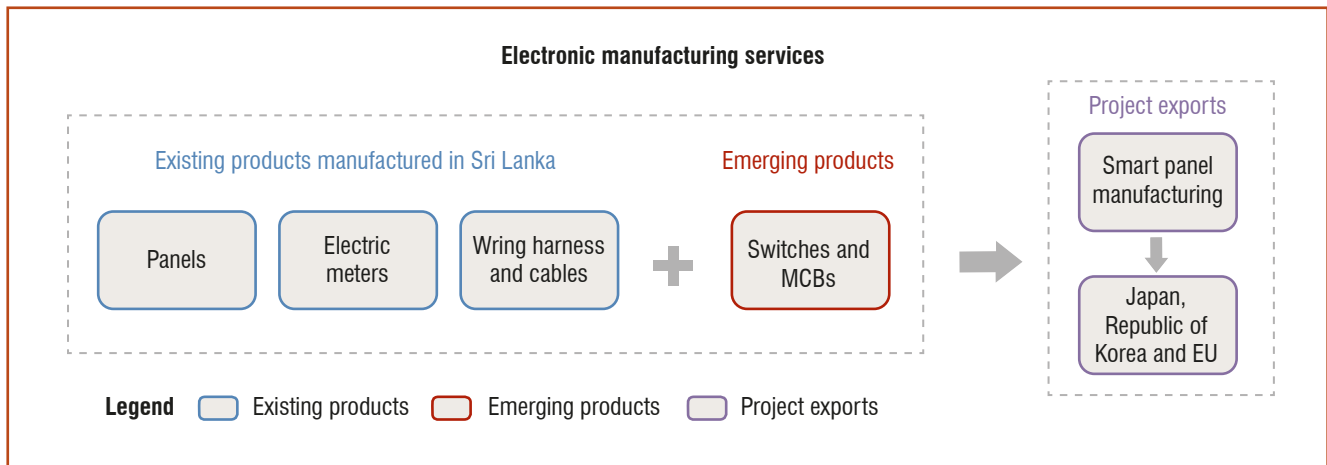 Electronic manufacturing services
Existing products manufactured in Sri Lanka
Emerging products
Project exports
Panels
Electric
meters
Wring harness
and cables
Switches and
MCBs
Smart panel
manufacturing
Japan,
Republic of
Korea and EU
Legend
Existing products
Emerging products
Project exports